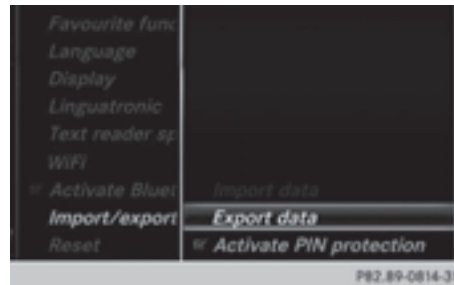 Favourite func
Language
Display
Linguatronic
Text reader sp
WiFi
Activate Bluet
Import/export
Reset
Import data
Export data
Activate PIN protection
P82.89-0814-31